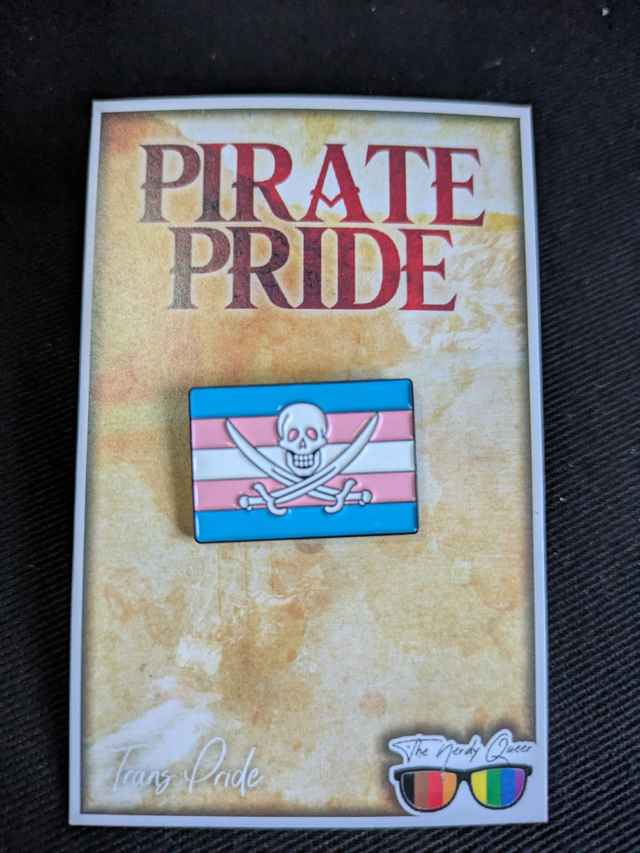 PIRATE
PRIDE
Trans Pride
The Nerdy Queer